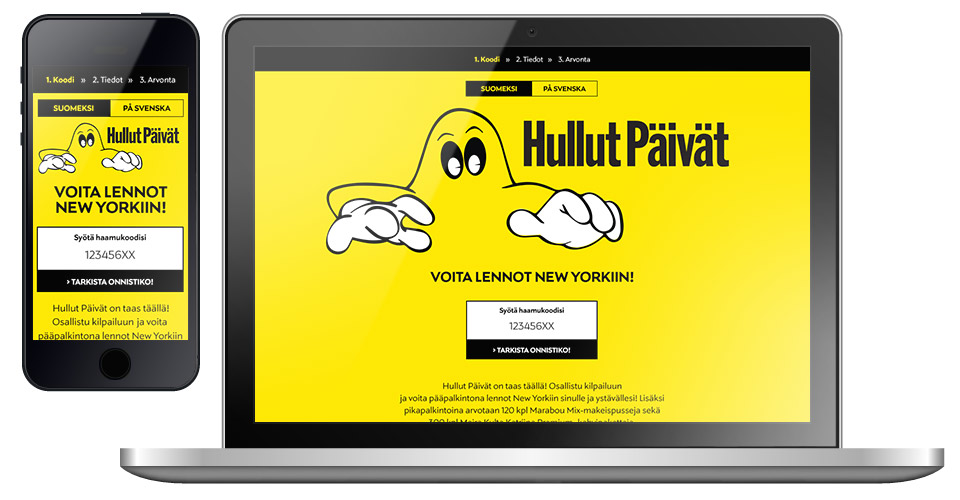 1. Koodi » 2. Tiedot » 3. Arvonta
SUOMEKSI PÅ SVENSKA
Hullut Päivät
VOITA LENNOT
NEW YORKIIN!
Syötä haamukoodisi
123456XX
› TARKISTA ONNISTIKO!
Hullut Päivät on taas täällä!
Osallistu kilpailuun ja voita
pääpalkintona lennot New Yorkiin
1. Koodi » 2. Tiedot » 3. Arvonta
SUOMEKSI PÅ SVENSKA
Hullut Päivät
VOITA LENNOT NEW YORKIIN!
Syötä haamukoodisi
123456XX
› TARKISTA ONNISTIKO!
Hullut Päivät on taas täällä! Osallistu kilpailuun
ja voita pääpalkintona lennot New Yorkiin sinulle ja ystävällesi! Lisäksi
pikapalkintoina arvotaan 120 kpl Marabou Mix-makeispusseja sekä